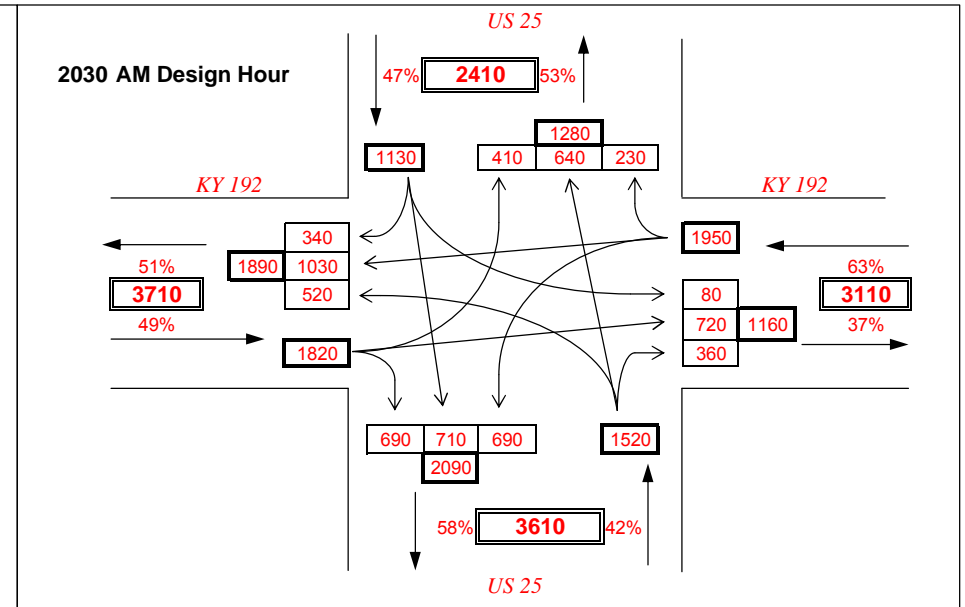 US 25
2030 AM Design Hour
47% 2410 53%
1280
1130 410 640 230
KY 192 KY 192
340 1950
51% 1890 1030 63%
3710 520 80 3110
49% 720 1160 37%
1820 360
690 710 690 1520
2090
58% 3610 42%
US 25